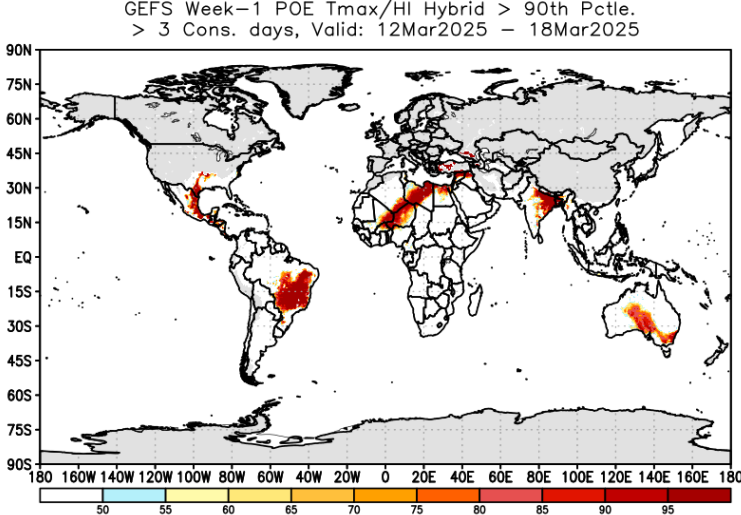 GEFS Week-1 POE Tmax/HI Hybrid > 90th Pctle.
> 3 Cons. days, Valid: 12Mar2025 - 18Mar2025
90N
75N
60N
45N
30N
15N
EQ
15S
30S
45S
60S
75S
90S
180 160W 140W 120W 100W 80W 60W 40W 20W 0 20E 40E 60E 80E 100E 120E 140E 160E 180
50 55 60 65 70 75 80 85 90 95